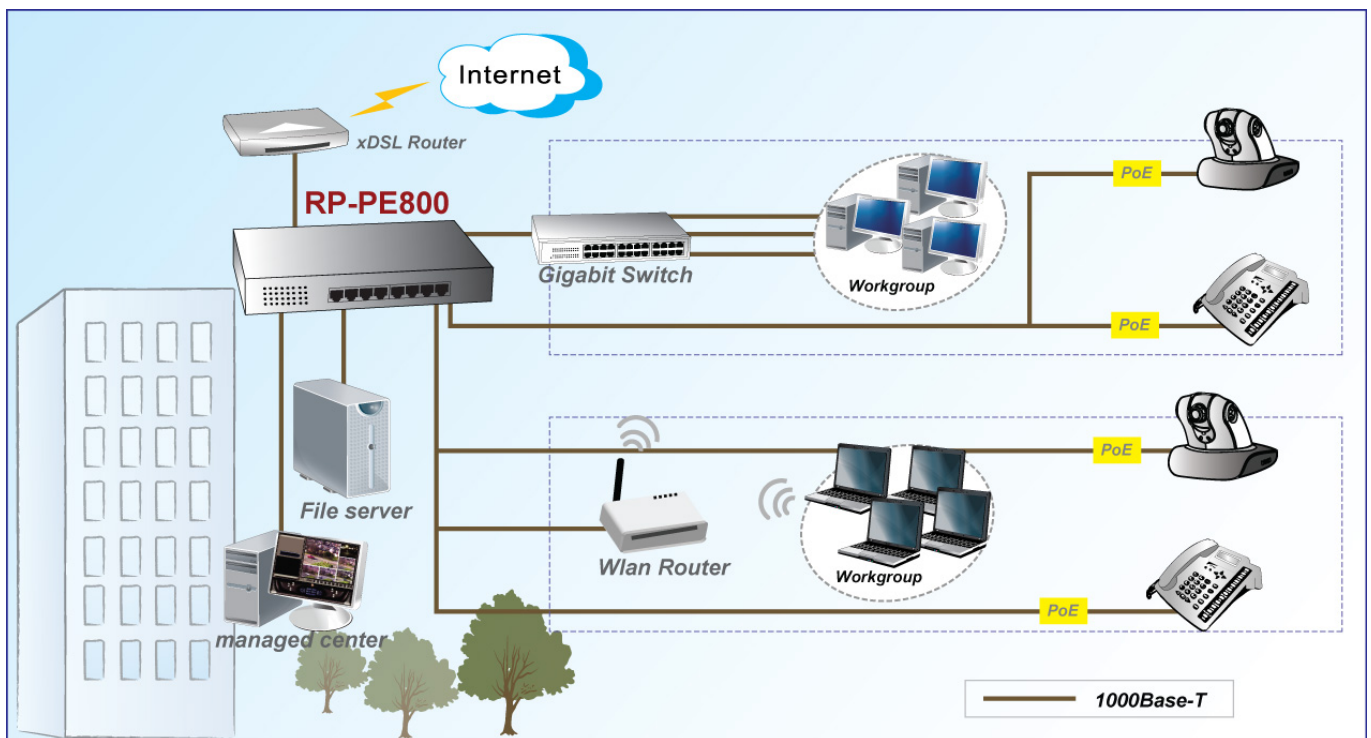 Internet
xDSL Router
RP-PE800
PoE
Gigabit Switch
Workgroup
PoE
File server
PoE
Wlan Router
Workgroup
PoE
managed center
1000Base-T